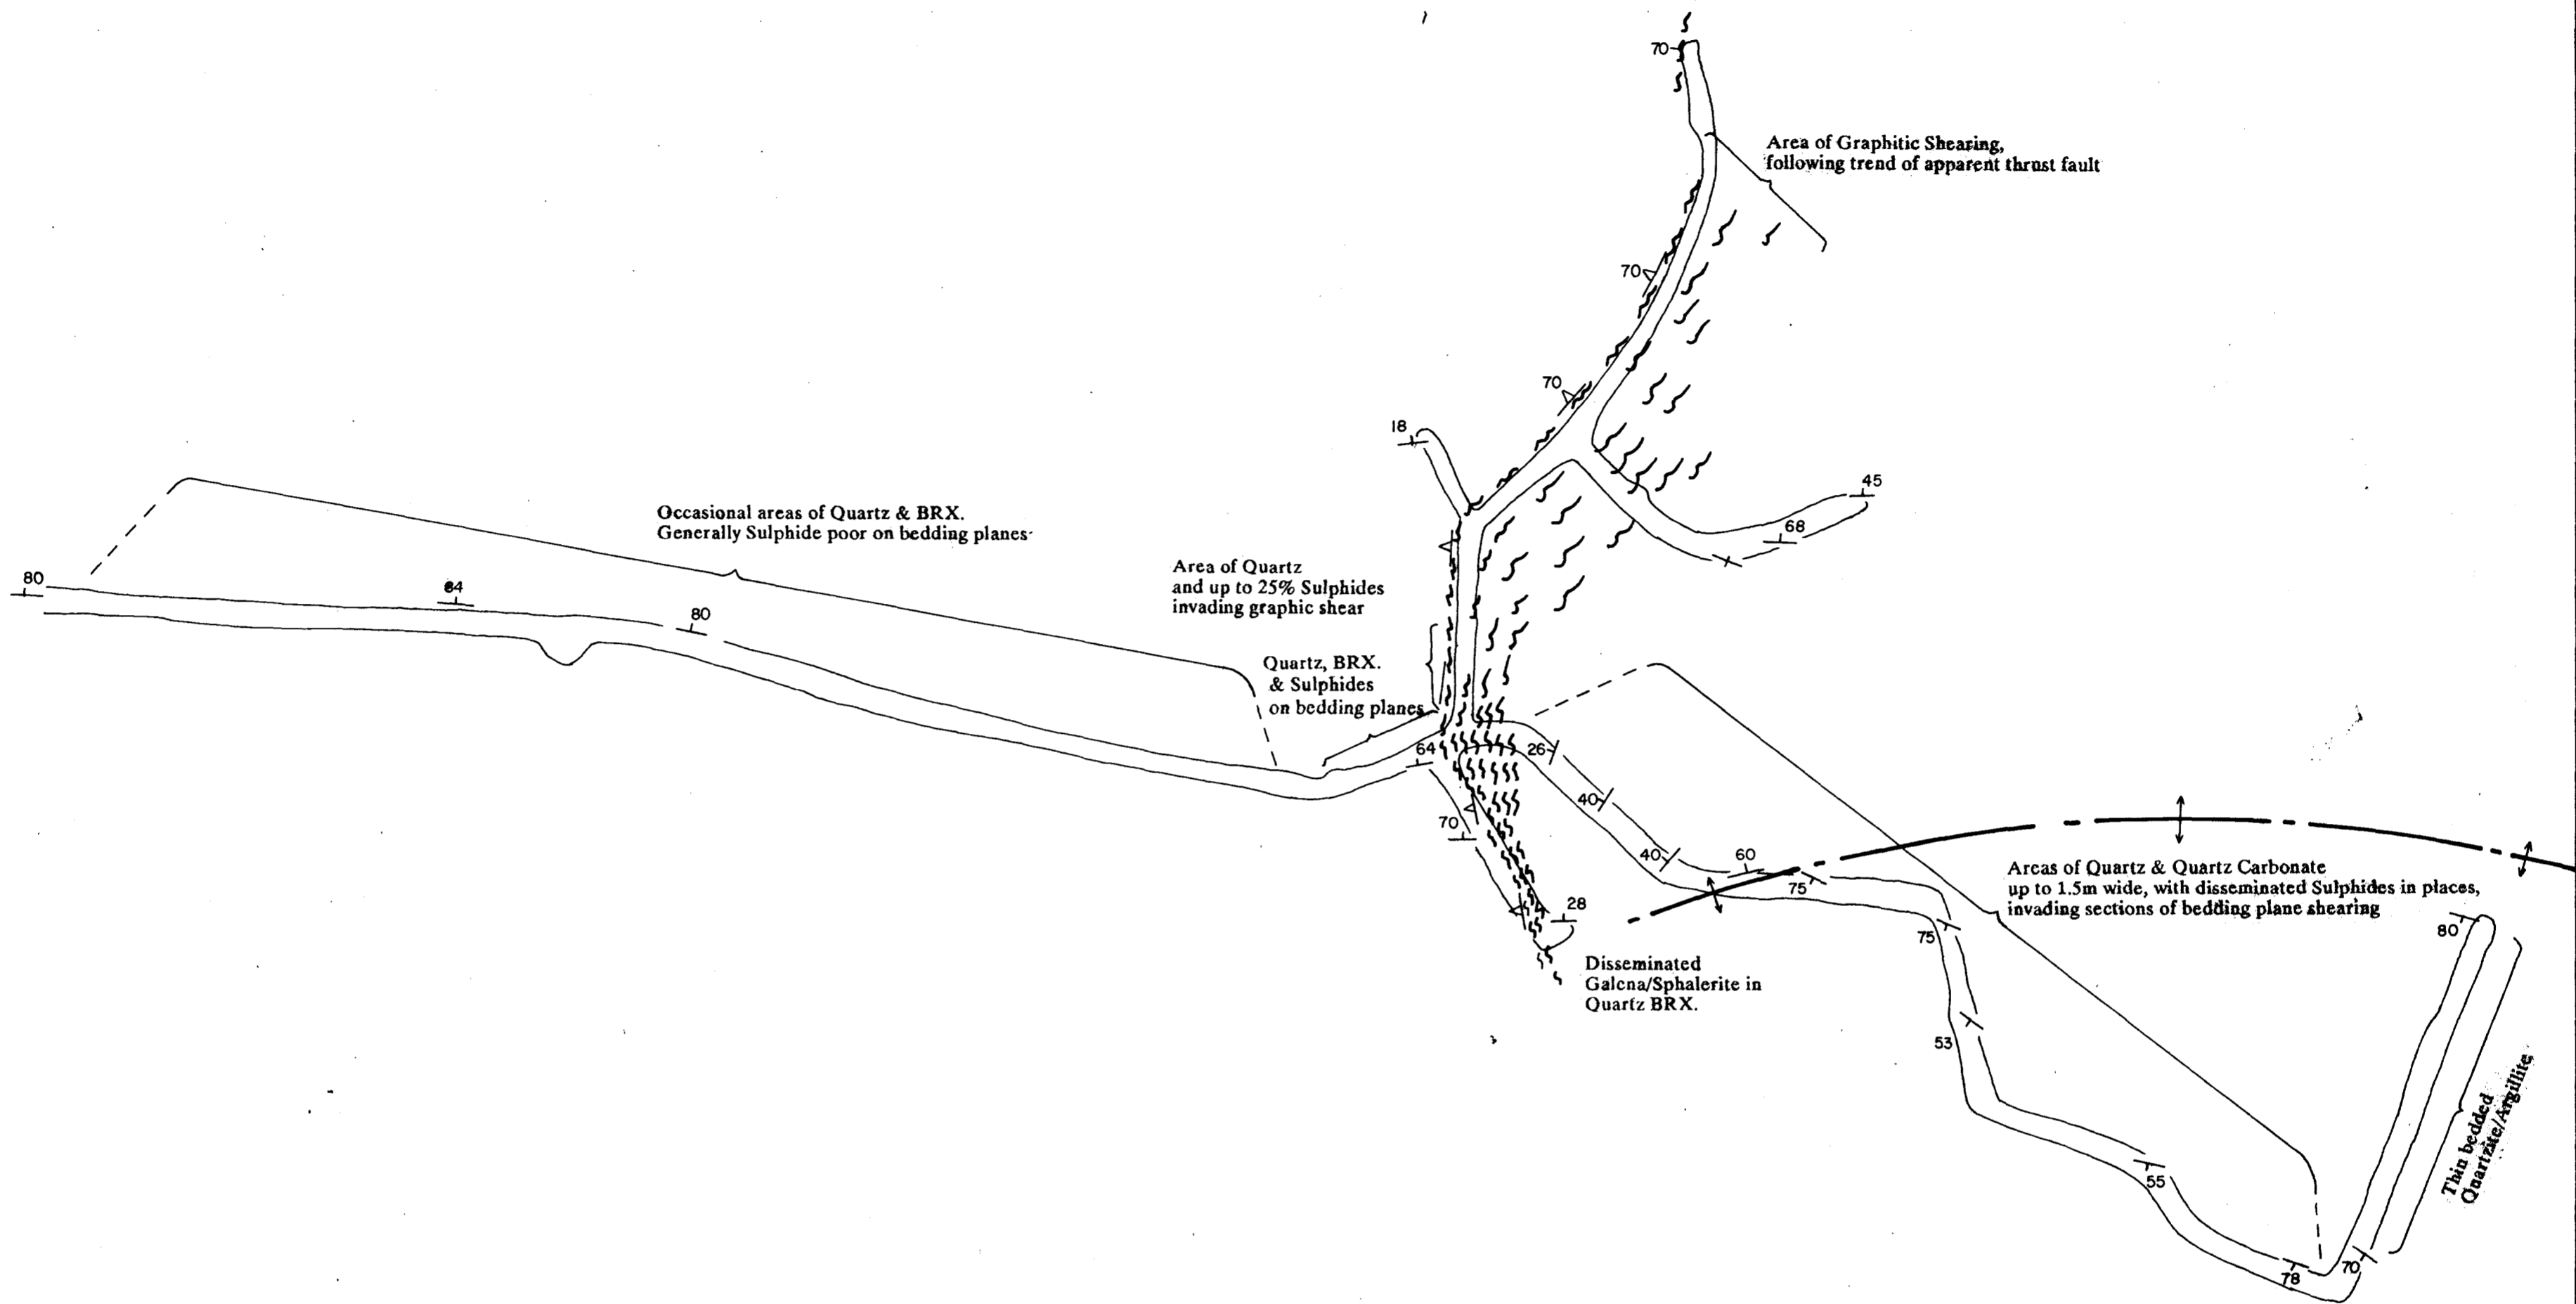 70
Area of Graphitic Shearing,
following trend of apparent thrust fault
70
70
18
45
68
Occasional areas of Quartz & BRX.
Generally Sulphide poor on bedding planes
80
84
80
Area of Quartz
and up to 25% Sulphides
invading graphic shear
Quartz, BRX.
& Sulphides
on bedding planes
64
26
40
70
40
60
75
28
Areas of Quartz & Quartz Carbonate
up to 1.5m wide, with disseminated Sulphides in places,
invading sections of bedding plane shearing
75
80
Disseminated
Galena/Sphalerite in
Quartz BRX.
53
Thin bedded
Quartzite/Argillite
55
78
70